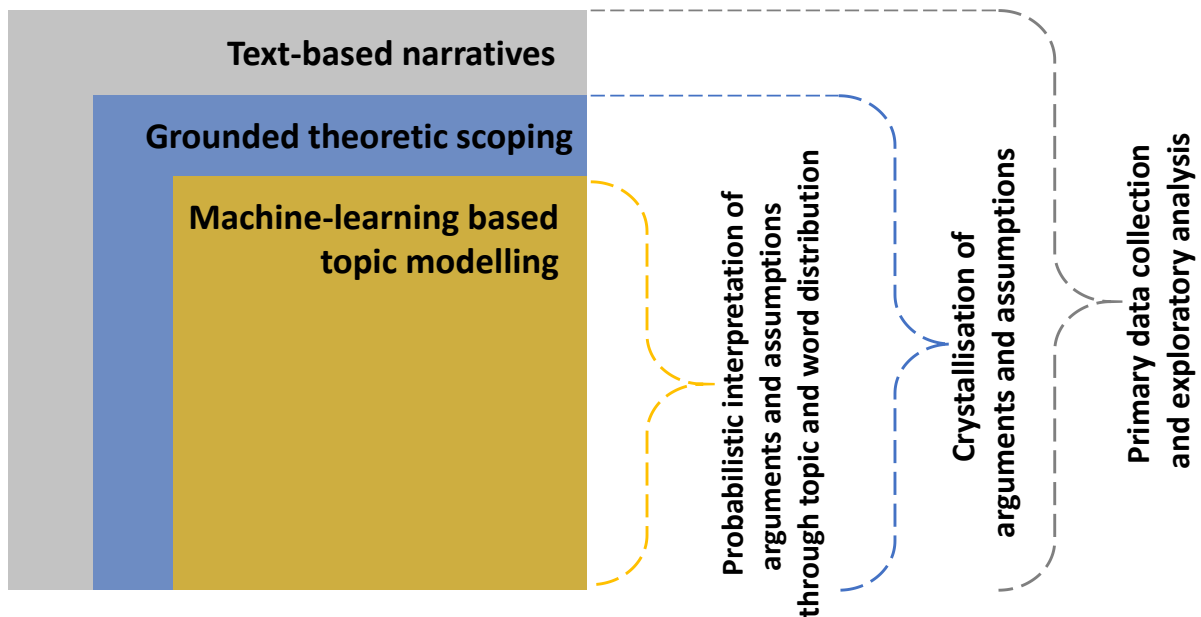 Text-based narratives
Grounded theoretic scoping
Machine-learning based
topic modelling
Probabilistic interpretation of
arguments and assumptions
through topic and word distribution
Crystallisation of
arguments and assumptions
Primary data collection
and exploratory analysis